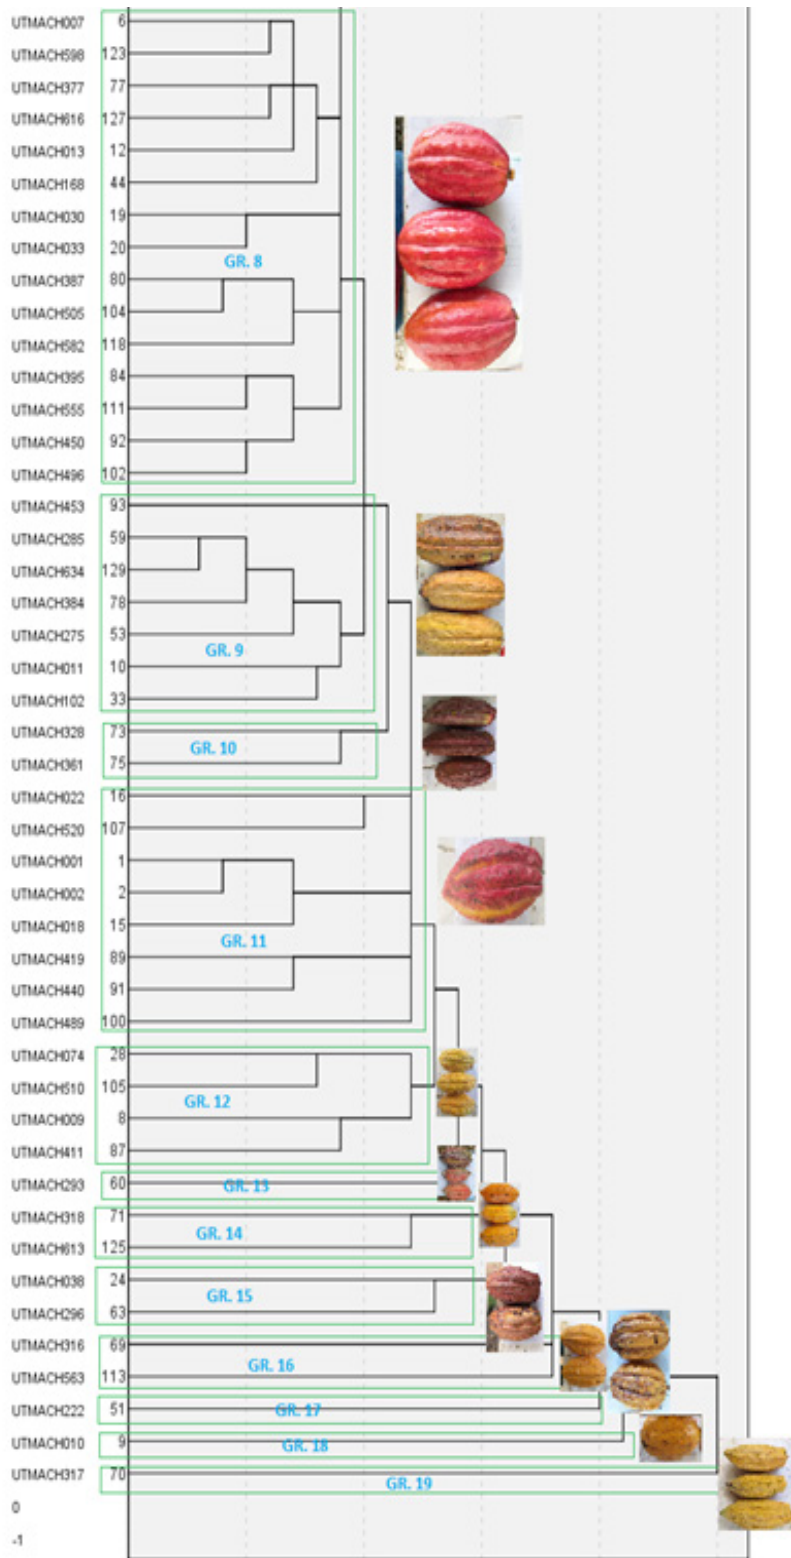 UTMACH007 6
UTMACH598 123
UTMACH377 77
UTMACH616 127
UTMACH013 12
UTMACH168 44
UTMACH030 19
UTMACH033 20
GR. 8
UTMACH387 80
UTMACH505 104
UTMACH582 118
UTMACH395 84
UTMACH555 111
UTMACH450 92
UTMACH496 102
UTMACH453 93
UTMACH285 59
UTMACH634 129
UTMACH384 78
UTMACH275 53
GR. 9
UTMACH011 10
UTMACH102 33
UTMACH328 73
GR. 10
UTMACH361 75
UTMACH022 16
UTMACH520 107
UTMACH001 1
UTMACH002 2
UTMACH018 15
GR. 11
UTMACH419 89
UTMACH440 91
UTMACH489 100
UTMACH074 28
UTMACH510 105
GR. 12
UTMACH009 8
UTMACH411 87
UTMACH293 60 GR. 13
UTMACH318 71
GR. 14
UTMACH613 125
UTMACH038 24
GR. 15
UTMACH296 63
UTMACH316 69
GR. 16
UTMACH563 113
UTMACH222 51 GR. 17
UTMACH010 9 GR. 18
UTMACH317 70 GR. 19
0
-1